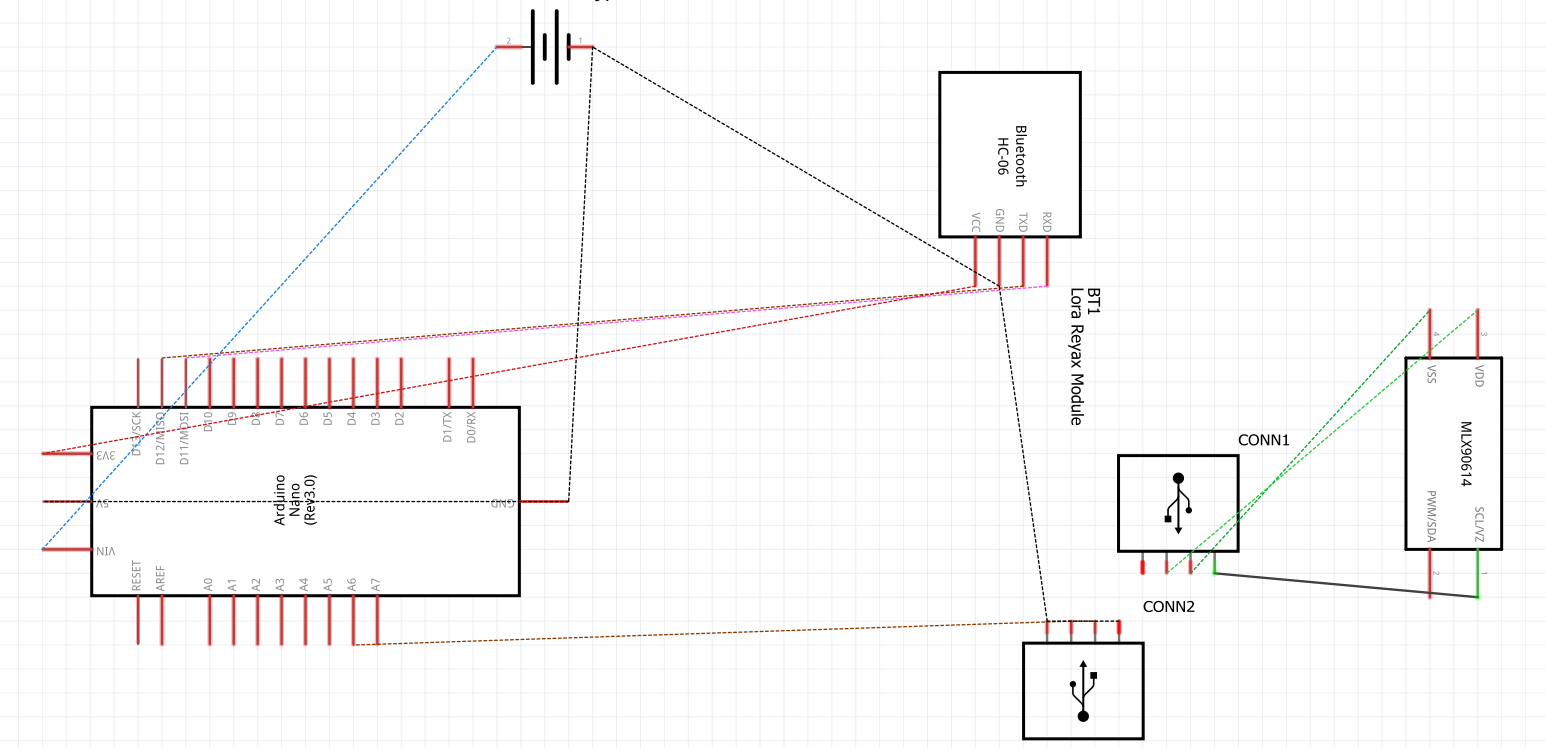 2
1
Bluetooth
HC-06
VCC
GND
TXD
RXD
BT1
Lora Reyax Module
4
3
VSS
VDD
MLX90614
PWM/SDA
SCL/VZ
2
1
D13/SCK
D12/MISO
D11/MOSI
D10
D9
D8
D7
D6
D5
D4
D3
D2
D1/TX
D0/RX
3V3
5V
VIN
GND
Arduino
Nano
(Rev3.0)
RESET
AREF
A0
A1
A2
A3
A4
A5
A6
A7
CONN1
CONN2